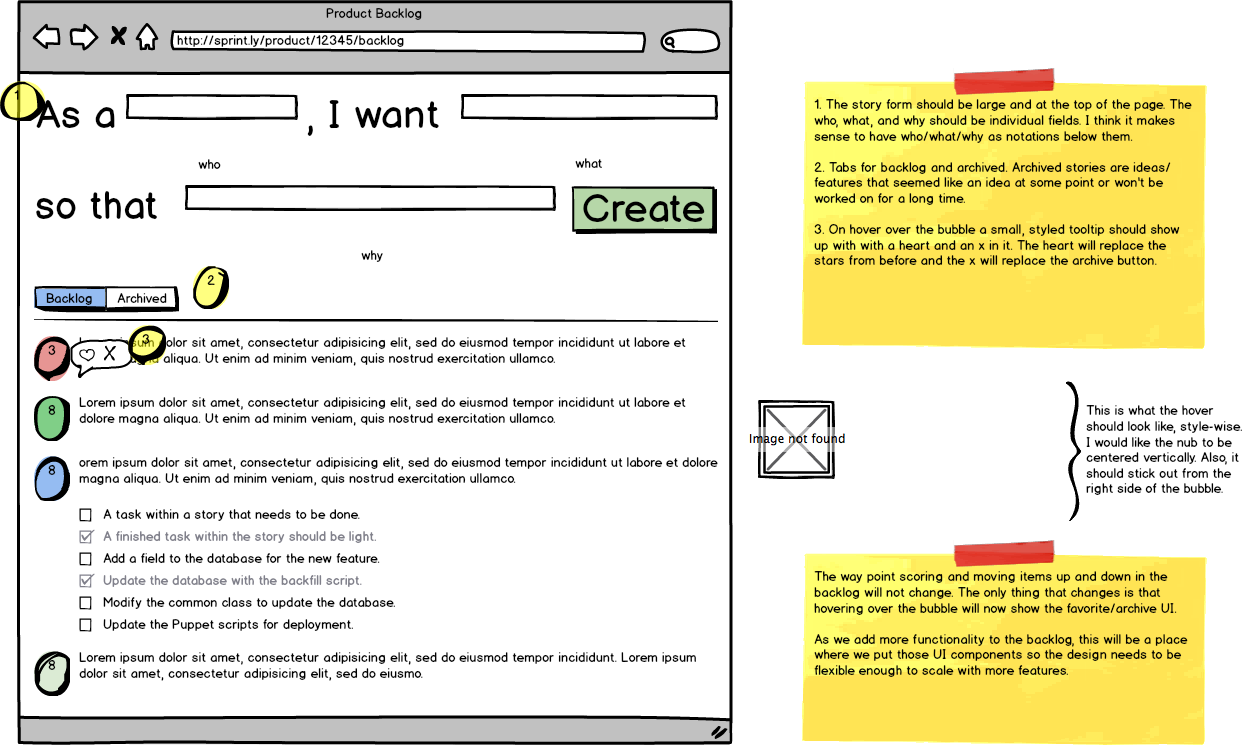 Product Backlog
http://sprint.ly/product/12345/backlog
1
As a , I want
who what
so that Create
why
Backlog Archived 2
3 3
dolor sit amet, consectetur adipisicing elit, sed do eiusmod tempor incididunt ut labore et
X aliqua. Ut enim ad minim veniam, quis nostrud exercitation ullamco.
8
Lorem ipsum dolor sit amet, consectetur adipisicing elit, sed do eiusmod tempor incididunt ut labore et
dolore magna aliqua. Ut enim ad minim veniam, quis nostrud exercitation ullamco.
8
orem ipsum dolor sit amet, consectetur adipisicing elit, sed do eiusmod tempor incididunt ut labore et dolore
magna aliqua. Ut enim ad minim veniam, quis nostrud exercitation ullamco.
A task within a story that needs to be done.
A finished task within the story should be light.
Add a field to the database for the new feature.
Update the database with the backfill script.
Modify the common class to update the database.
Update the Puppet scripts for deployment.
8
Lorem ipsum dolor sit amet, consectetur adipisicing elit, sed do eiusmod tempor incididunt. Lorem ipsum
dolor sit amet, consectetur adipisicing elit, sed do eiusmo.
1. The story form should be large and at the top of the page. The
who, what, and why should be individual fields. I think it makes
sense to have who/what/why as notations below them.
2. Tabs for backlog and archived. Archived stories are ideas/
features that seemed like an idea at some point or won't be
worked on for a long time.
3. On hover over the bubble a small, styled tooltip should show
up with with a heart and an x in it. The heart will replace the
stars from before and the x will replace the archive button.
Image not found
This is what the hover
should look like, style-wise.
I would like the nub to be
centered vertically. Also, it
should stick out from the
right side of the bubble.
The way point scoring and moving items up and down in the
backlog will not change. The only thing that changes is that
hovering over the bubble will now show the favorite/archive UI.
As we add more functionality to the backlog, this will be a place
where we put those UI components so the design needs to be
flexible enough to scale with more features.